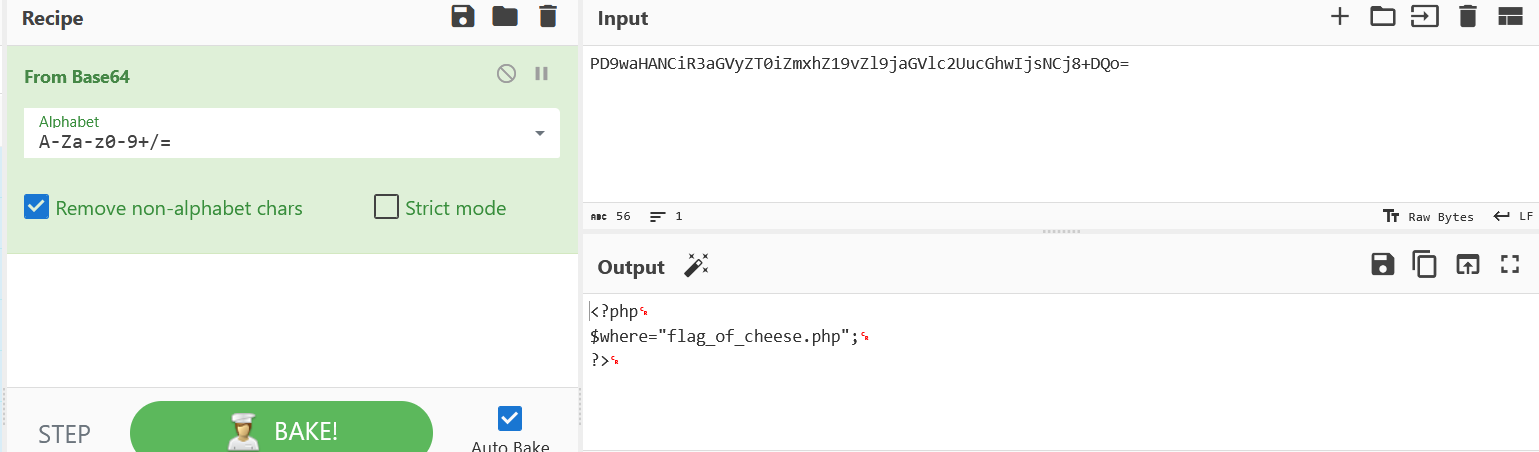 Recipe
From Base64
Alphabet
A-Za-z0-9+/=
Remove non-alphabet chars
Strict mode
STEP
BAKE!
Auto Bake
Input
PD9waHANCiR3aGVyZT0iZmxhZ19vZl9jaGVlc2UucGhwIjsNCj8+DQo=
ABC 56
1
Raw Bytes
LF
Output
<?php
$where="flag_of_cheese.php";
?>